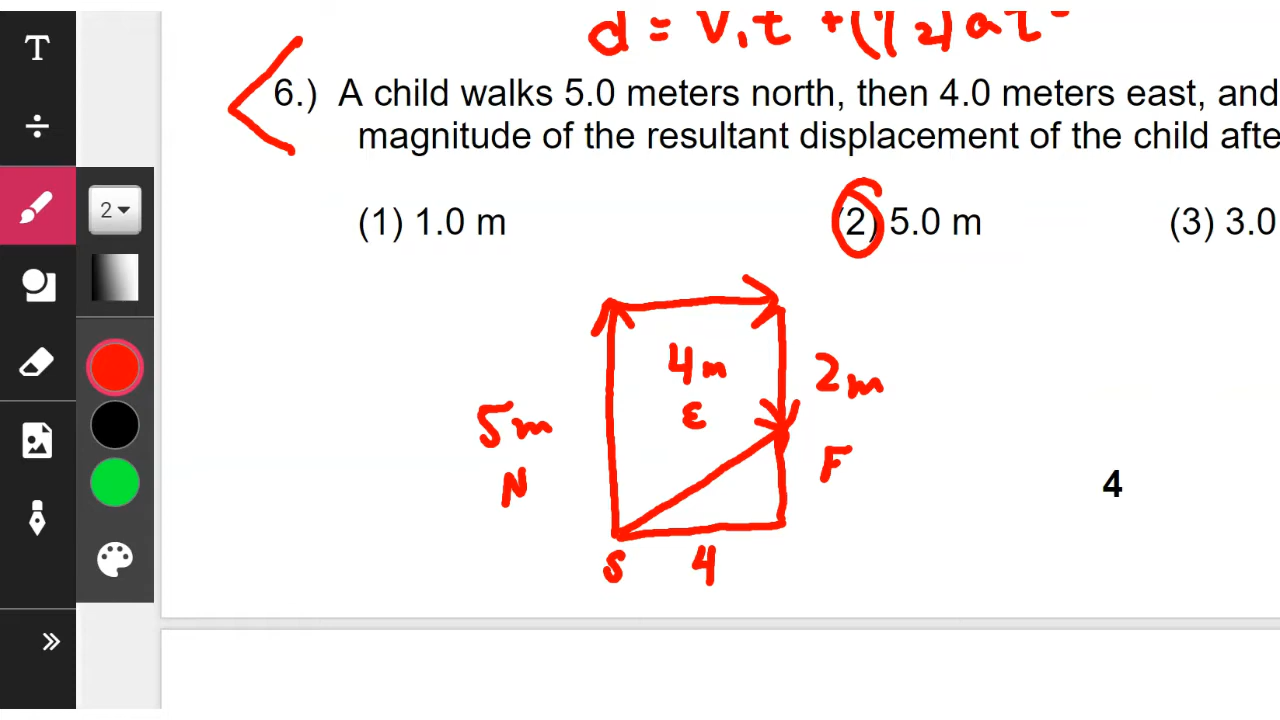 d = v₁t + (1/2)at²
6.) A child walks 5.0 meters north, then 4.0 meters east, and
magnitude of the resultant displacement of the child afte
(1) 1.0 m
(2) 5.0 m
(3) 3.0
T
÷
2
4m
E
2m
5m
N
F
S
4
4